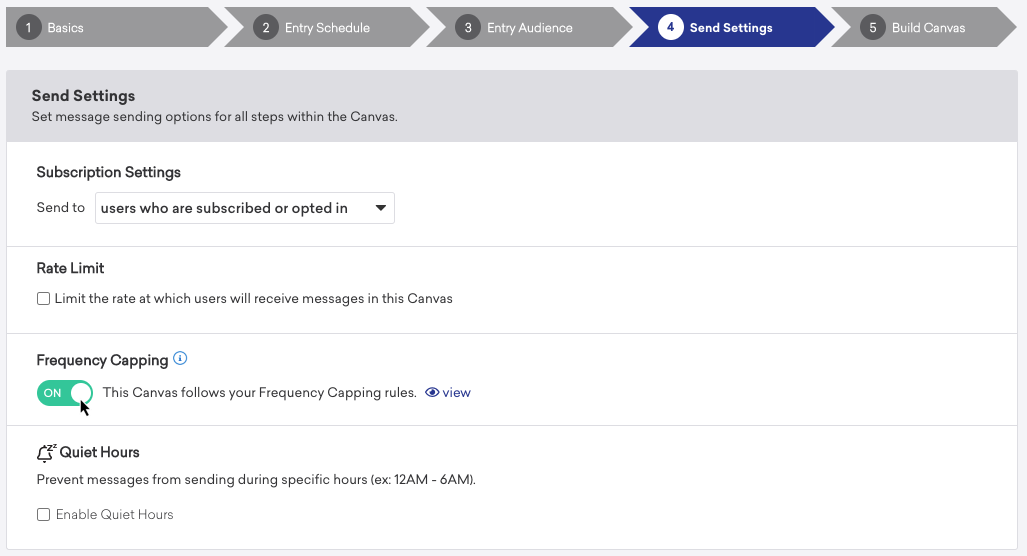 1 Basics
2 Entry Schedule
3 Entry Audience
4 Send Settings
5 Build Canvas
Send Settings
Set message sending options for all steps within the Canvas.
Subscription Settings
Send to users who are subscribed or opted in
Rate Limit
Limit the rate at which users will receive messages in this Canvas
Frequency Capping
ON This Canvas follows your Frequency Capping rules. view
Quiet Hours
Prevent messages from sending during specific hours (ex: 12AM - 6AM).
Enable Quiet Hours